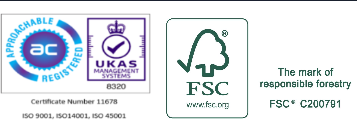 APPROACHABLE
ac
REGISTERED
UKAS
MANAGEMENT
SYSTEMS
8320
Certificate Number 11678
ISO 9001, ISO14001, ISO 45001
FSC
www.fsc.org
The mark of
responsible forestry
FSC® C200791